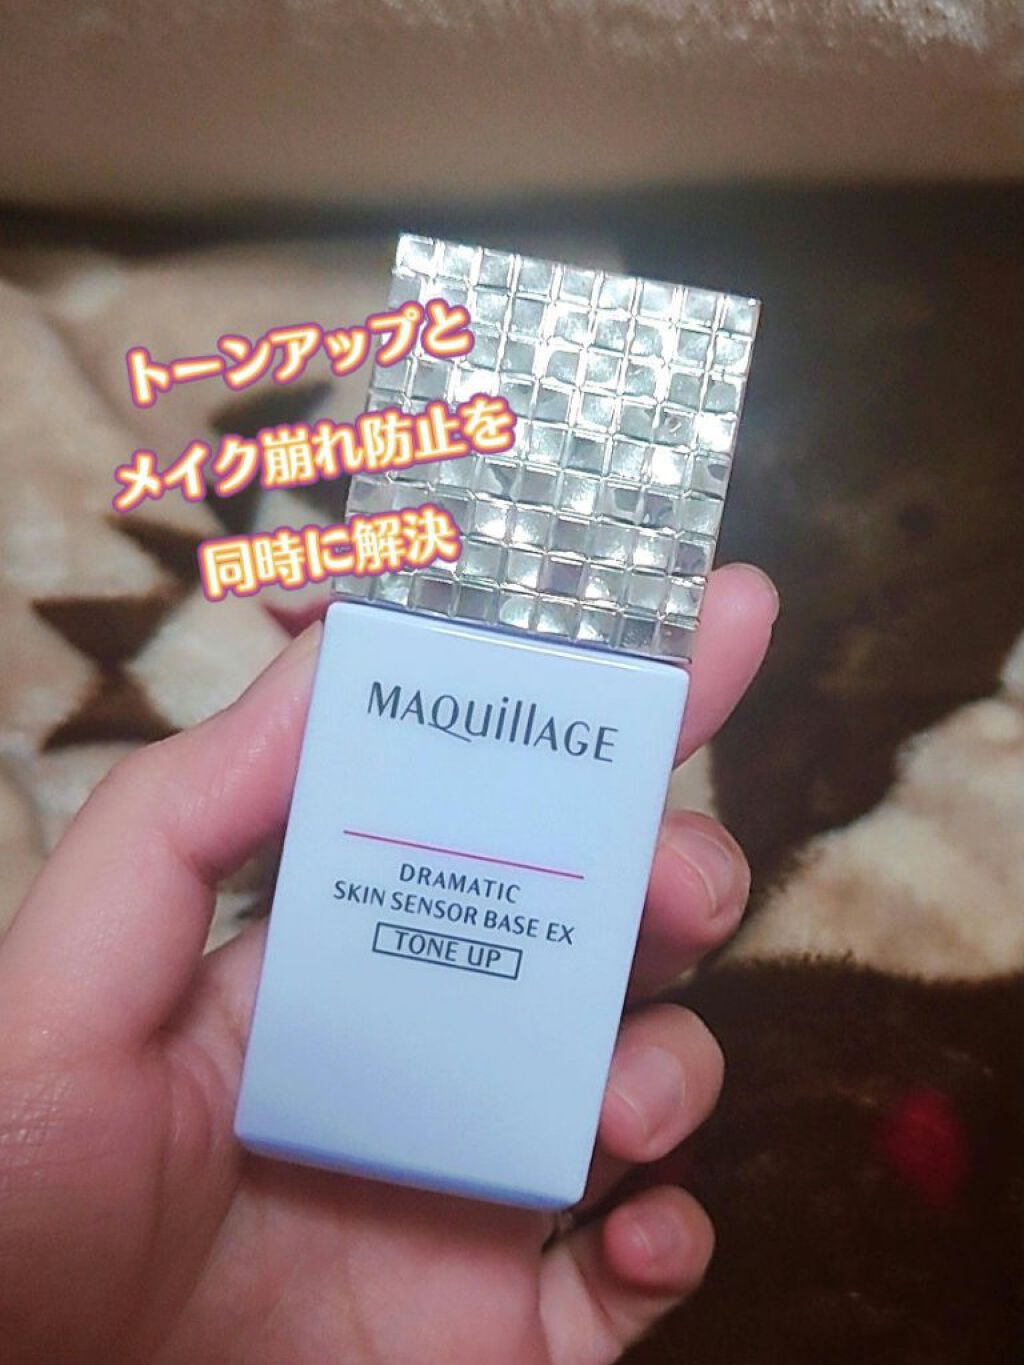 トーンアップと
メイク崩れ防止を
同時に解決
MAQuillAGE
DRAMATIC
SKIN SENSOR BASE EX
TONE UP